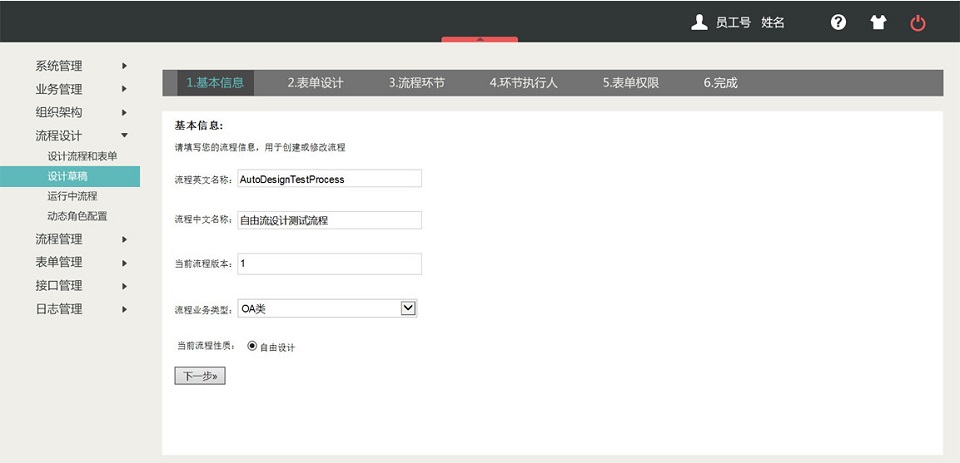 员工号 姓名
系统管理
业务管理
组织架构
流程设计
设计流程和表单
设计草稿
运行中流程
动态角色配置
流程管理
表单管理
接口管理
日志管理
1.基本信息 2.表单设计 3.流程环节 4.环节执行人 5.表单权限 6.完成
基本信息:
请填写您的流程信息，用于创建或修改流程
流程英文名称: AutoDesignTestProcess
流程中文名称: 自由流设计测试流程
当前流程版本: 1
流程业务类型: OA类
当前流程性质: 自由设计
下一步»